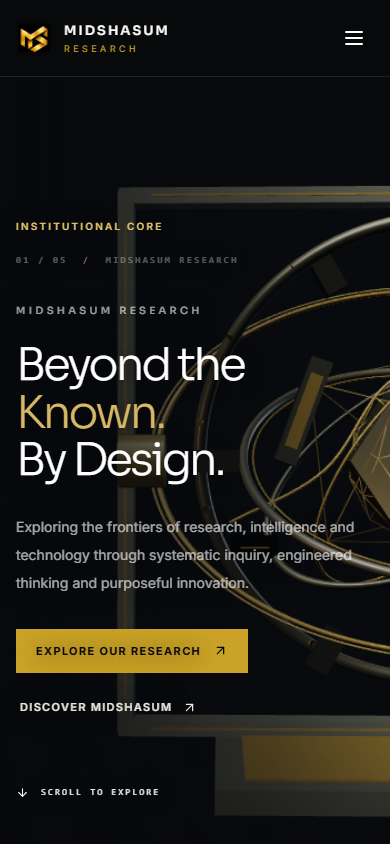 MIDSHASUM
RESEARCH
INSTITUTIONAL CORE
01 / 05 / MIDSHASUM RESEARCH
MIDSHASUM RESEARCH
Beyond the
Known.
By Design.
Exploring the frontiers of research, intelligence and
technology through systematic inquiry, engineered
thinking and purposeful innovation.
EXPLORE OUR RESEARCH
DISCOVER MIDSHASUM
SCROLL TO EXPLORE